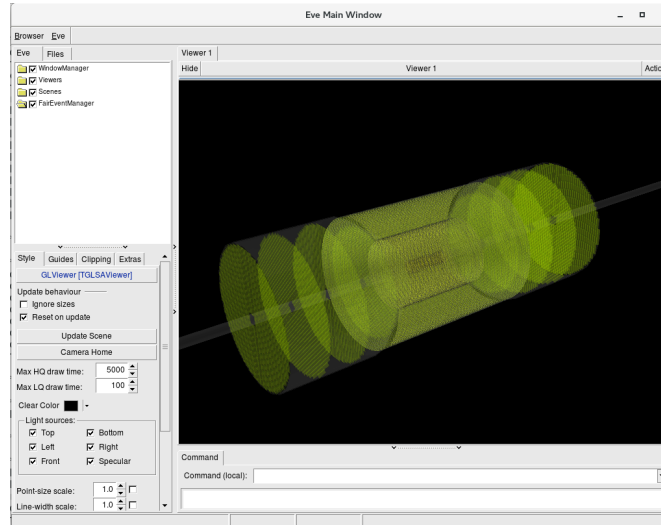 Eve Main Window
Browser Eve
Eve Files
WindowManager
Viewers
Scenes
FairEventManager
Style Guides Clipping Extras
GLViewer [TGLSAViewer]
Update behaviour
Ignore sizes
Reset on update
Update Scene
Camera Home
Max HQ draw time: 5000
Max LQ draw time: 100
Clear Color
Light sources:
Top Bottom
Left Right
Front Specular
Point-size scale: 1.0
Line-width scale: 1.0
Viewer 1
Hide Viewer 1 Actio
Command
Command (local):